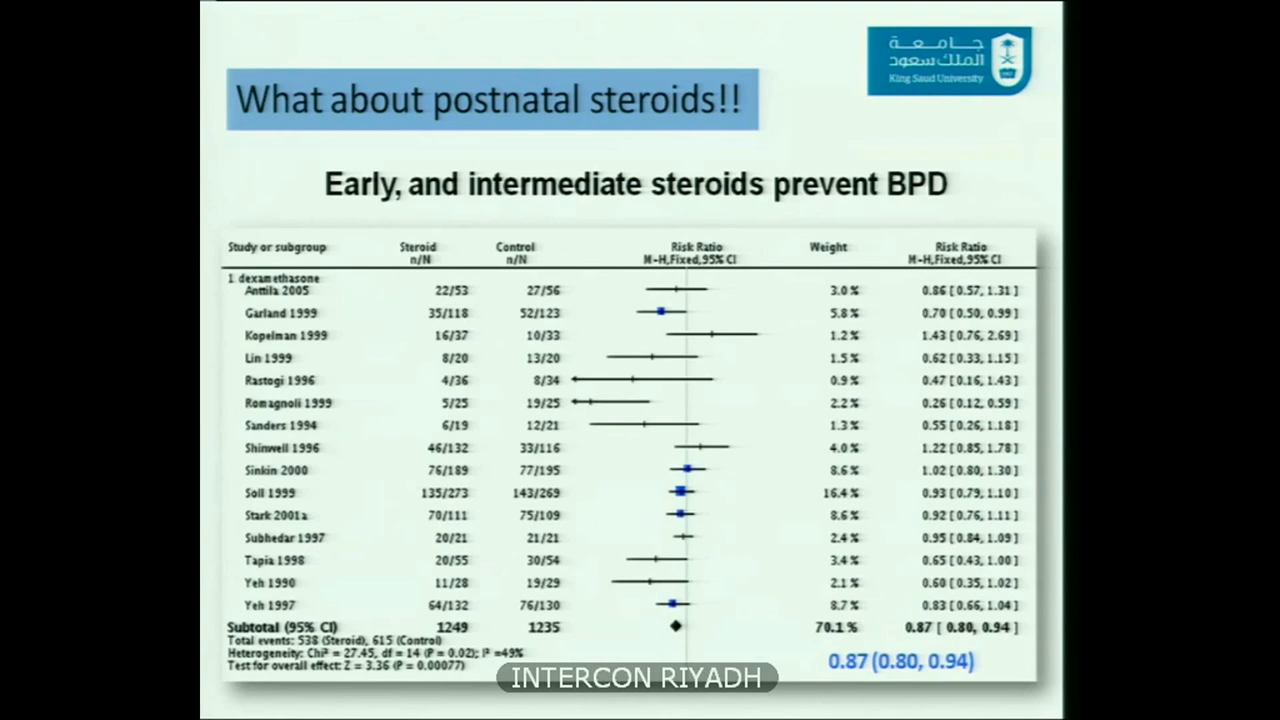 جامعة
الملك سعود
King Saud University
What about postnatal steroids!!
Early, and intermediate steroids prevent BPD
Study or subgroup Steroid Control Risk Ratio Weight Risk Ratio
n/N n/N M-H,Fixed,95% CI M-H,Fixed,95% CI
1 dexamethasone
Anttila 2005 22/53 27/56 3.0 % 0.86 [ 0.57, 1.31 ]
Garland 1999 35/118 52/123 5.8 % 0.70 [ 0.50, 0.99 ]
Kopelman 1999 16/37 10/33 1.2 % 1.43 [ 0.76, 2.69 ]
Lin 1999 8/20 13/20 1.5 % 0.62 [ 0.33, 1.15 ]
Rastogi 1996 4/36 8/34 0.9 % 0.47 [ 0.16, 1.43 ]
Romagnoli 1999 5/25 19/25 2.2 % 0.26 [ 0.12, 0.59 ]
Sanders 1994 6/19 12/21 1.3 % 0.55 [ 0.26, 1.18 ]
Shinwell 1996 46/132 33/116 4.0 % 1.22 [ 0.85, 1.78 ]
Sinkin 2000 76/189 77/195 8.6 % 1.02 [ 0.80, 1.30 ]
Soll 1999 135/273 143/269 16.4 % 0.93 [ 0.79, 1.10 ]
Stark 2001a 70/111 75/109 8.6 % 0.92 [ 0.76, 1.11 ]
Subhedar 1997 20/21 21/21 2.4 % 0.95 [ 0.84, 1.09 ]
Tapia 1998 20/55 30/54 3.4 % 0.65 [ 0.43, 1.00 ]
Yeh 1990 11/28 19/29 2.1 % 0.60 [ 0.35, 1.02 ]
Yeh 1997 64/132 76/130 8.7 % 0.83 [ 0.66, 1.04 ]
Subtotal (95% CI) 1249 1235 70.1 % 0.87 [ 0.80, 0.94 ]
Total events: 538 (Steroid), 615 (Control)
Heterogeneity: Chi² = 27.45, df = 14 (P = 0.02); I² =49%
Test for overall effect: Z = 3.36 (P = 0.00077)
0.87 (0.80, 0.94)
INTERCON RIYADH